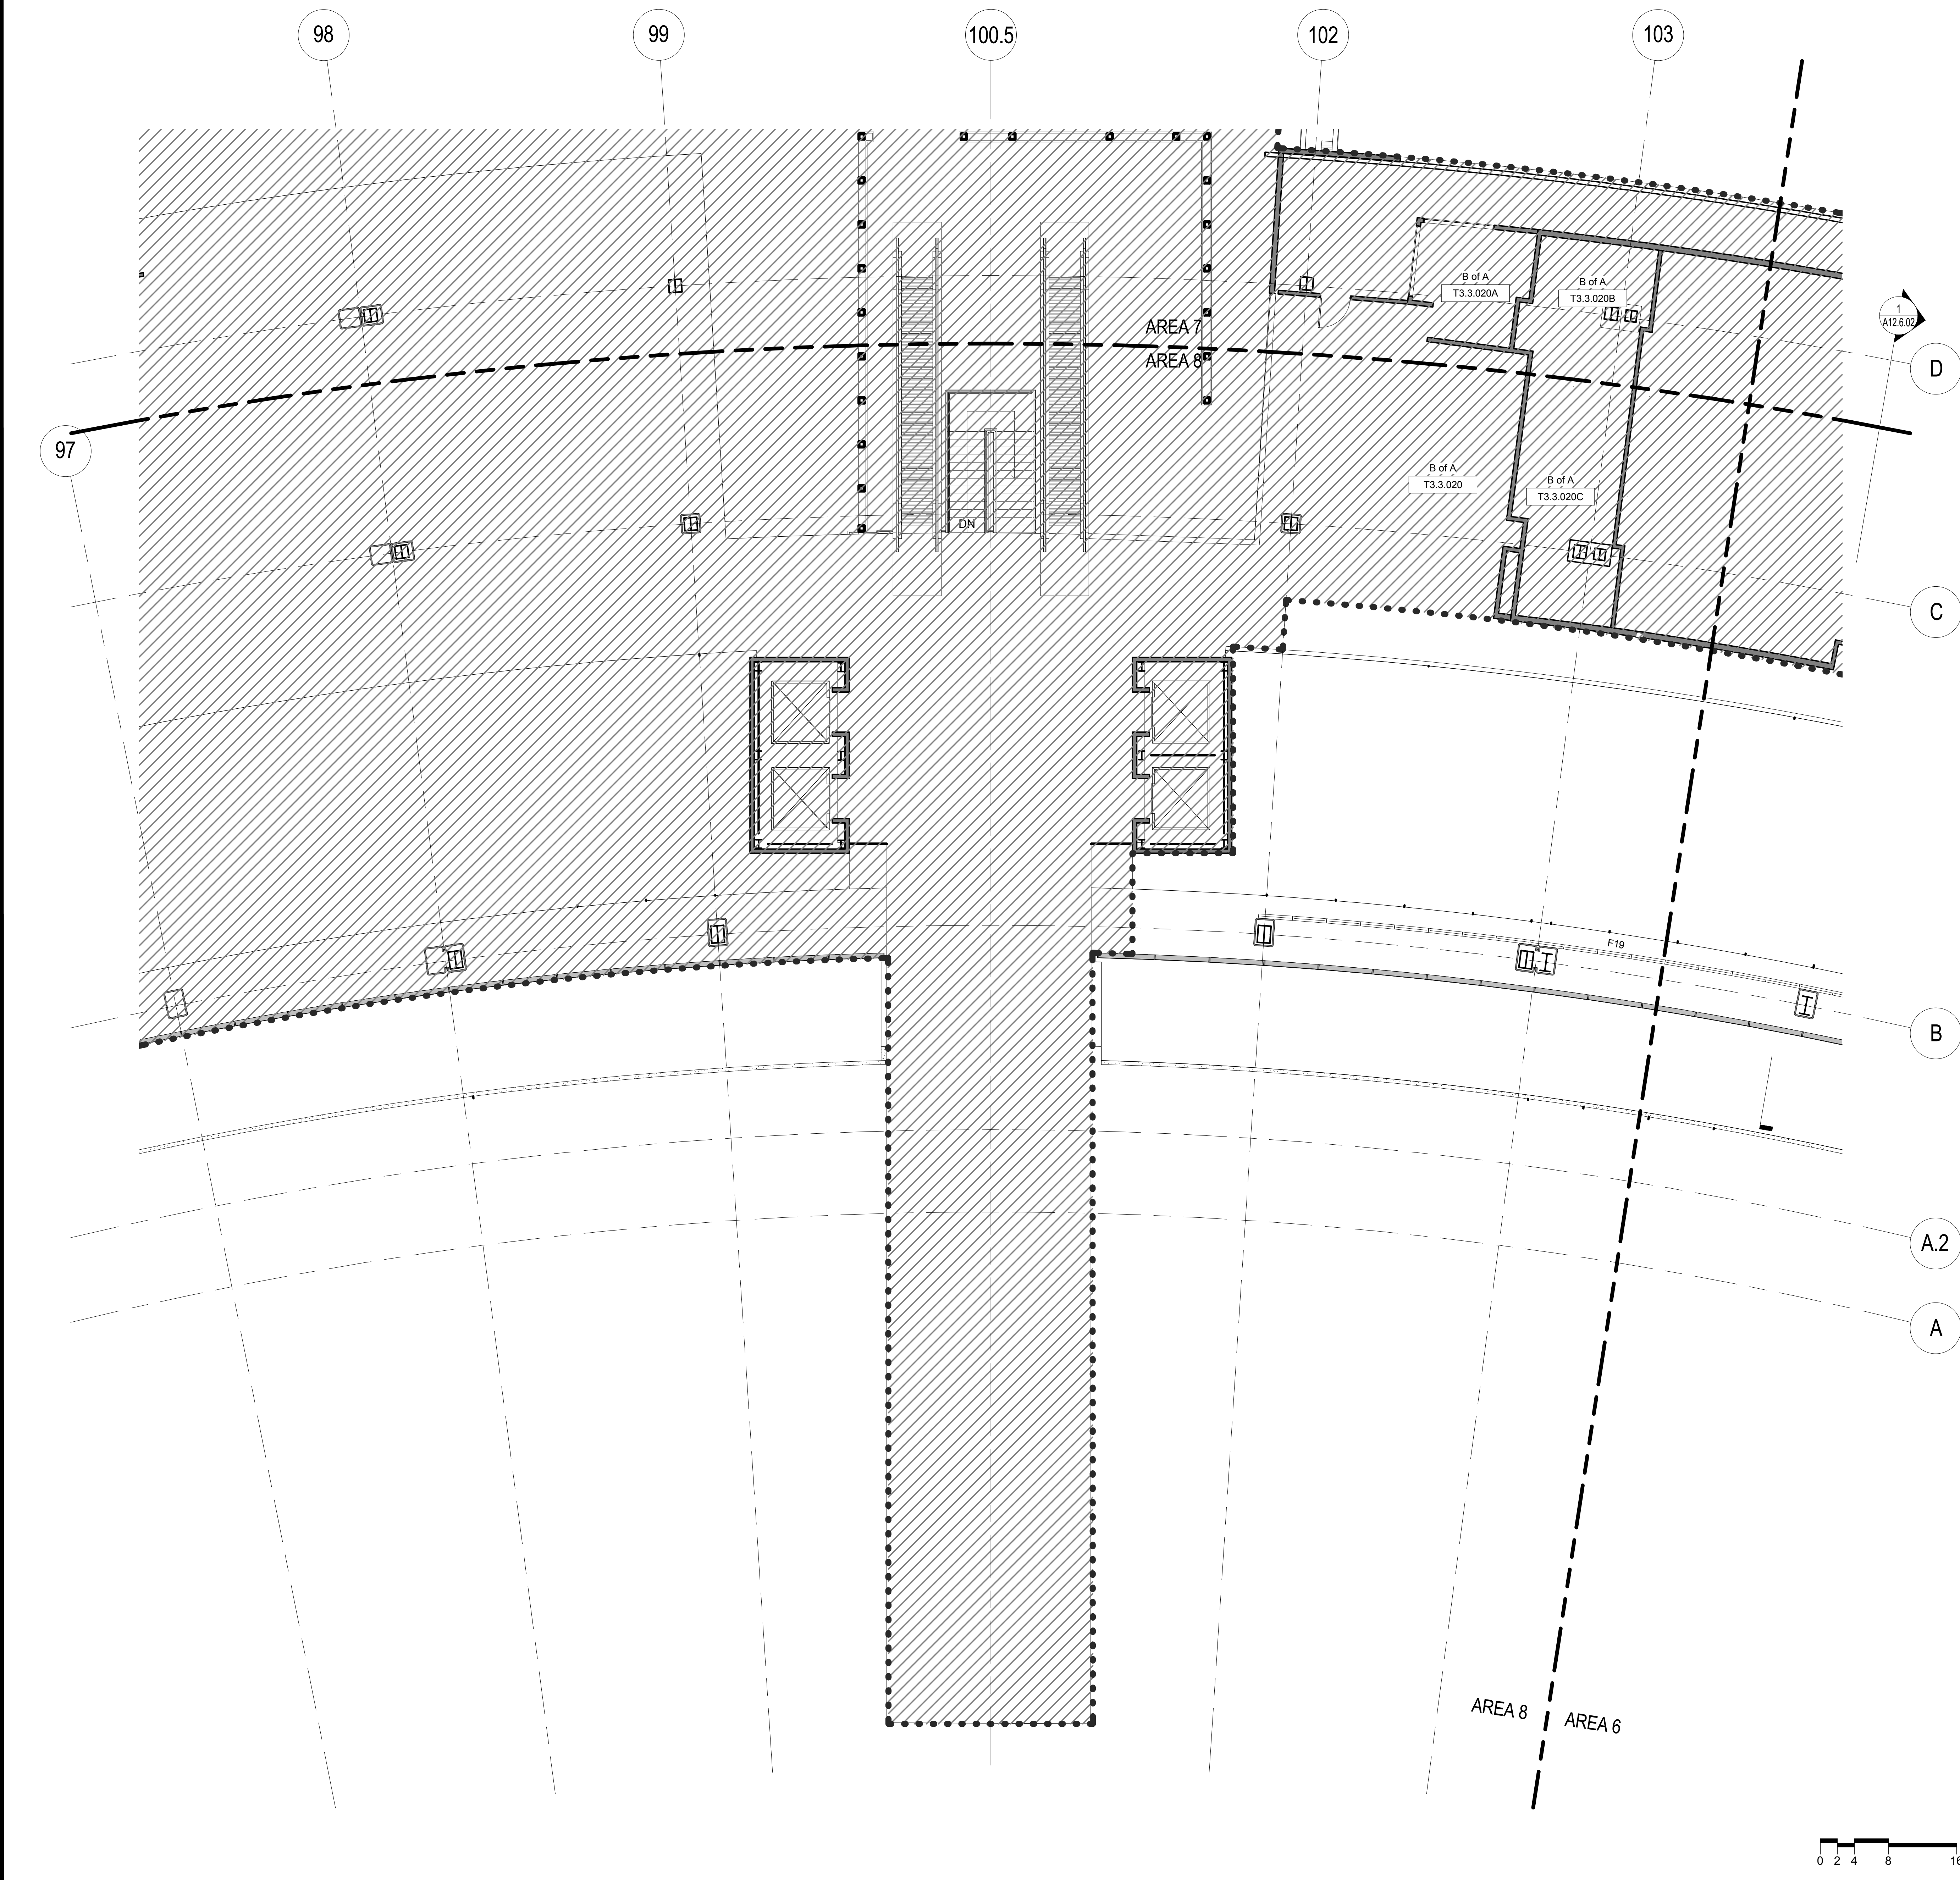 98
99
100.5
102
103
B of A
T3.3.020A
B of A
T3.3.020B
1
A12.6.02
AREA 7
AREA 8
D
97
B of A
T3.3.020
B of A
T3.3.020C
DN
C
F19
B
A.2
A
AREA 8
AREA 6
0 2 4 8 16